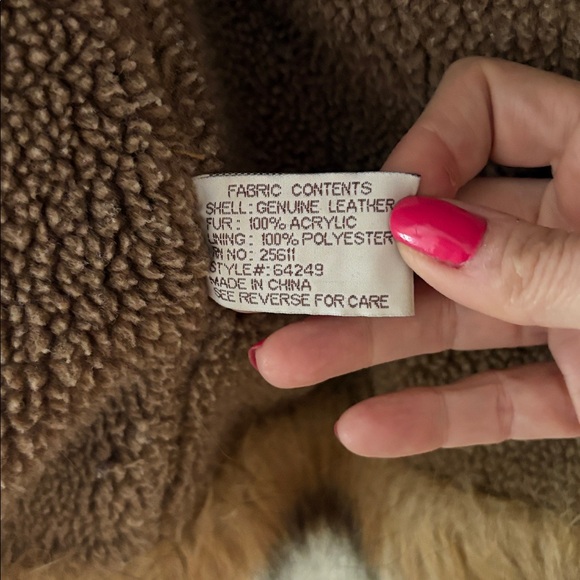 FABRIC CONTENTS
SHELL: GENUINE LEATHER
FUR: 100% ACRYLIC
LINING: 100% POLYESTER
RN NO: 25611
STYLE#: 64249
MADE IN CHINA
SEE REVERSE FOR CARE